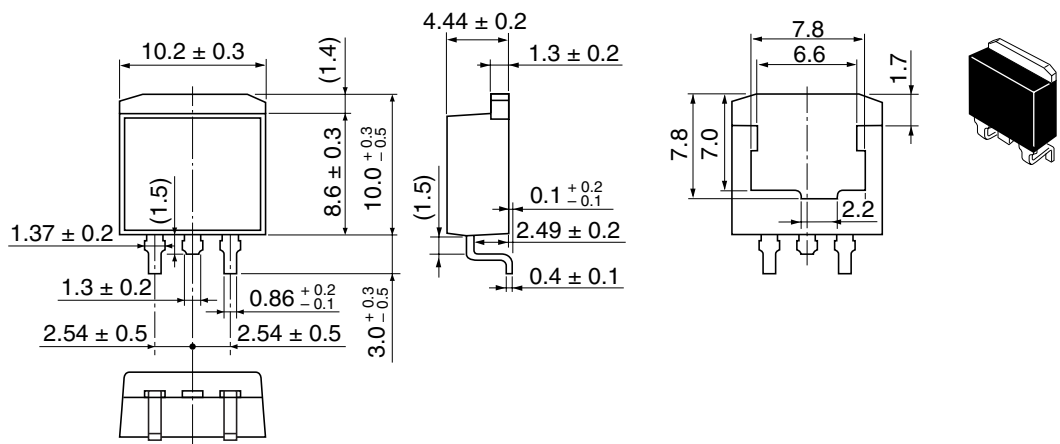 10.2 ± 0.3
(1.4)
8.6 ± 0.3
10.0 +0.3 −0.5
(1.5)
1.37 ± 0.2
1.3 ± 0.2
0.86 +0.2 −0.1
3.0 +0.3 −0.5
2.54 ± 0.5
2.54 ± 0.5
4.44 ± 0.2
1.3 ± 0.2
(1.5)
0.1 +0.2 −0.1
2.49 ± 0.2
0.4 ± 0.1
7.8
6.6
1.7
7.8
7.0
2.2